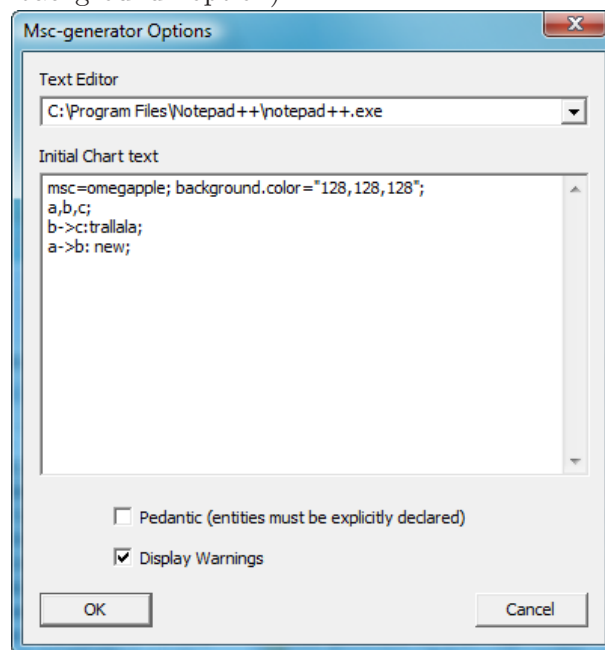 Msc-generator Options
Text Editor
C:\Program Files\Notepad++\notepad++.exe
Initial Chart text
msc=omegapple; background.color="128,128,128";
a,b,c;
b->c:trallala;
a->b: new;
Pedantic (entities must be explicitly declared)
Display Warnings
OK Cancel